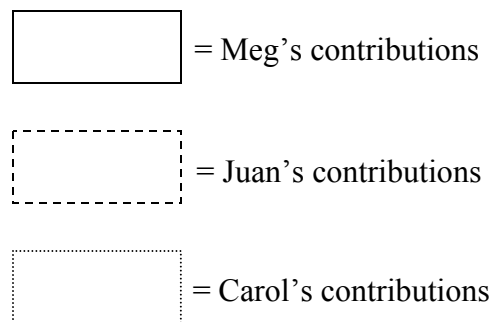 = Meg’s contributions
= Juan’s contributions
= Carol’s contributions